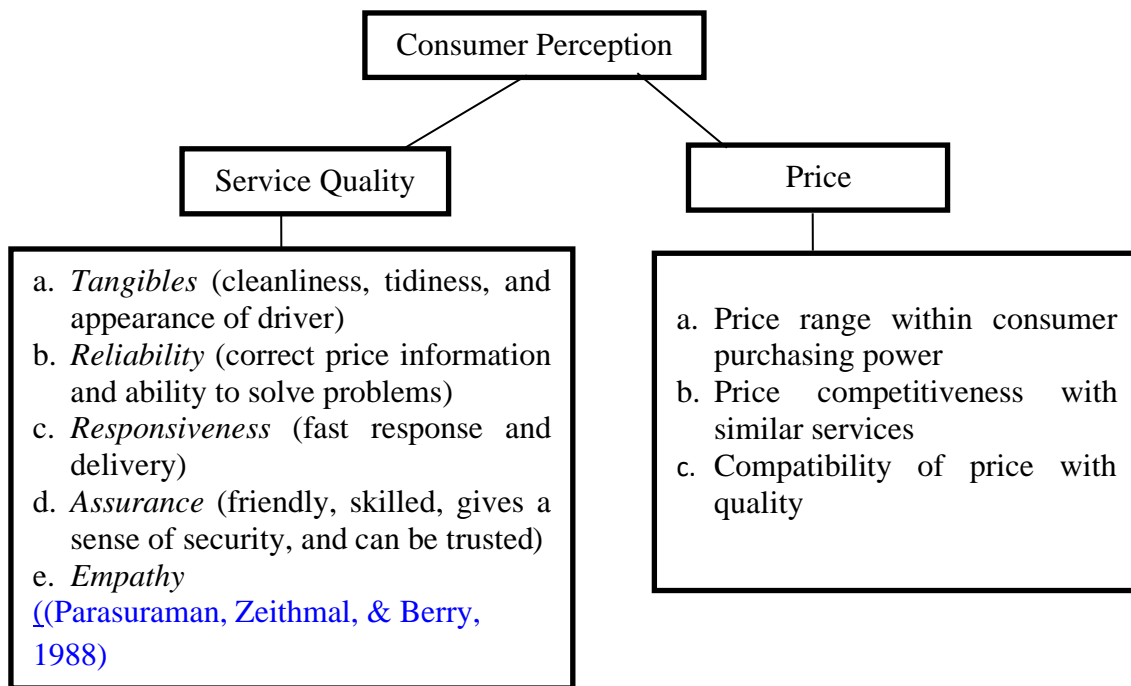 Consumer Perception
Service Quality
Price
a. Tangibles (cleanliness, tidiness, and
appearance of driver)
b. Reliability (correct price information
and ability to solve problems)
c. Responsiveness (fast response and
delivery)
d. Assurance (friendly, skilled, gives a
sense of security, and can be trusted)
e. Empathy
((Parasuraman, Zeithmal, & Berry,
1988)
a. Price range within consumer
purchasing power
b. Price competitiveness with
similar services
c. Compatibility of price with
quality